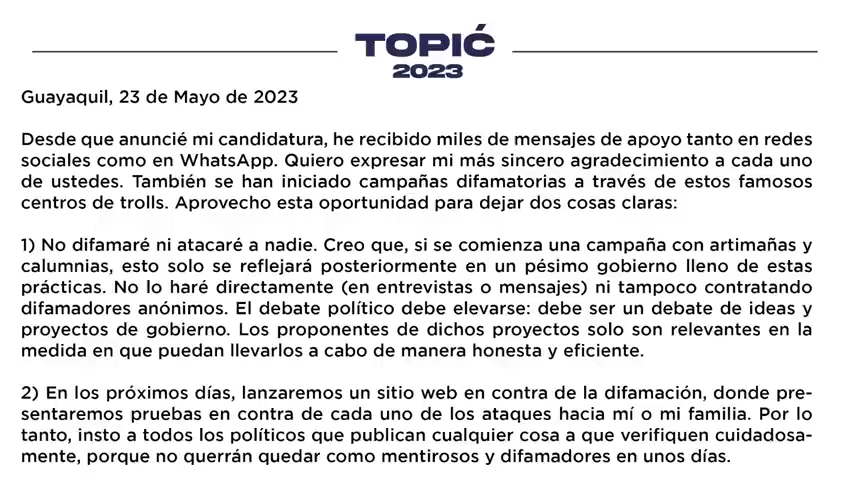 TOPIĆ
2023
Guayaquil, 23 de Mayo de 2023
Desde que anuncié mi candidatura, he recibido miles de mensajes de apoyo tanto en redes
sociales como en WhatsApp. Quiero expresar mi más sincero agradecimiento a cada uno
de ustedes. También se han iniciado campañas difamatorias a través de estos famosos
centros de trolls. Aprovecho esta oportunidad para dejar dos cosas claras:
1) No difamaré ni atacaré a nadie. Creo que, si se comienza una campaña con artimañas y
calumnias, esto solo se reflejará posteriormente en un pésimo gobierno lleno de estas
prácticas. No lo haré directamente (en entrevistas o mensajes) ni tampoco contratando
difamadores anónimos. El debate político debe elevarse: debe ser un debate de ideas y
proyectos de gobierno. Los proponentes de dichos proyectos solo son relevantes en la
medida en que puedan llevarlos a cabo de manera honesta y eficiente.
2) En los próximos días, lanzaremos un sitio web en contra de la difamación, donde pre-
sentaremos pruebas en contra de cada uno de los ataques hacia mí o mi familia. Por lo
tanto, insto a todos los políticos que publican cualquier cosa a que verifiquen cuidadosa-
mente, porque no querrán quedar como mentirosos y difamadores en unos días.